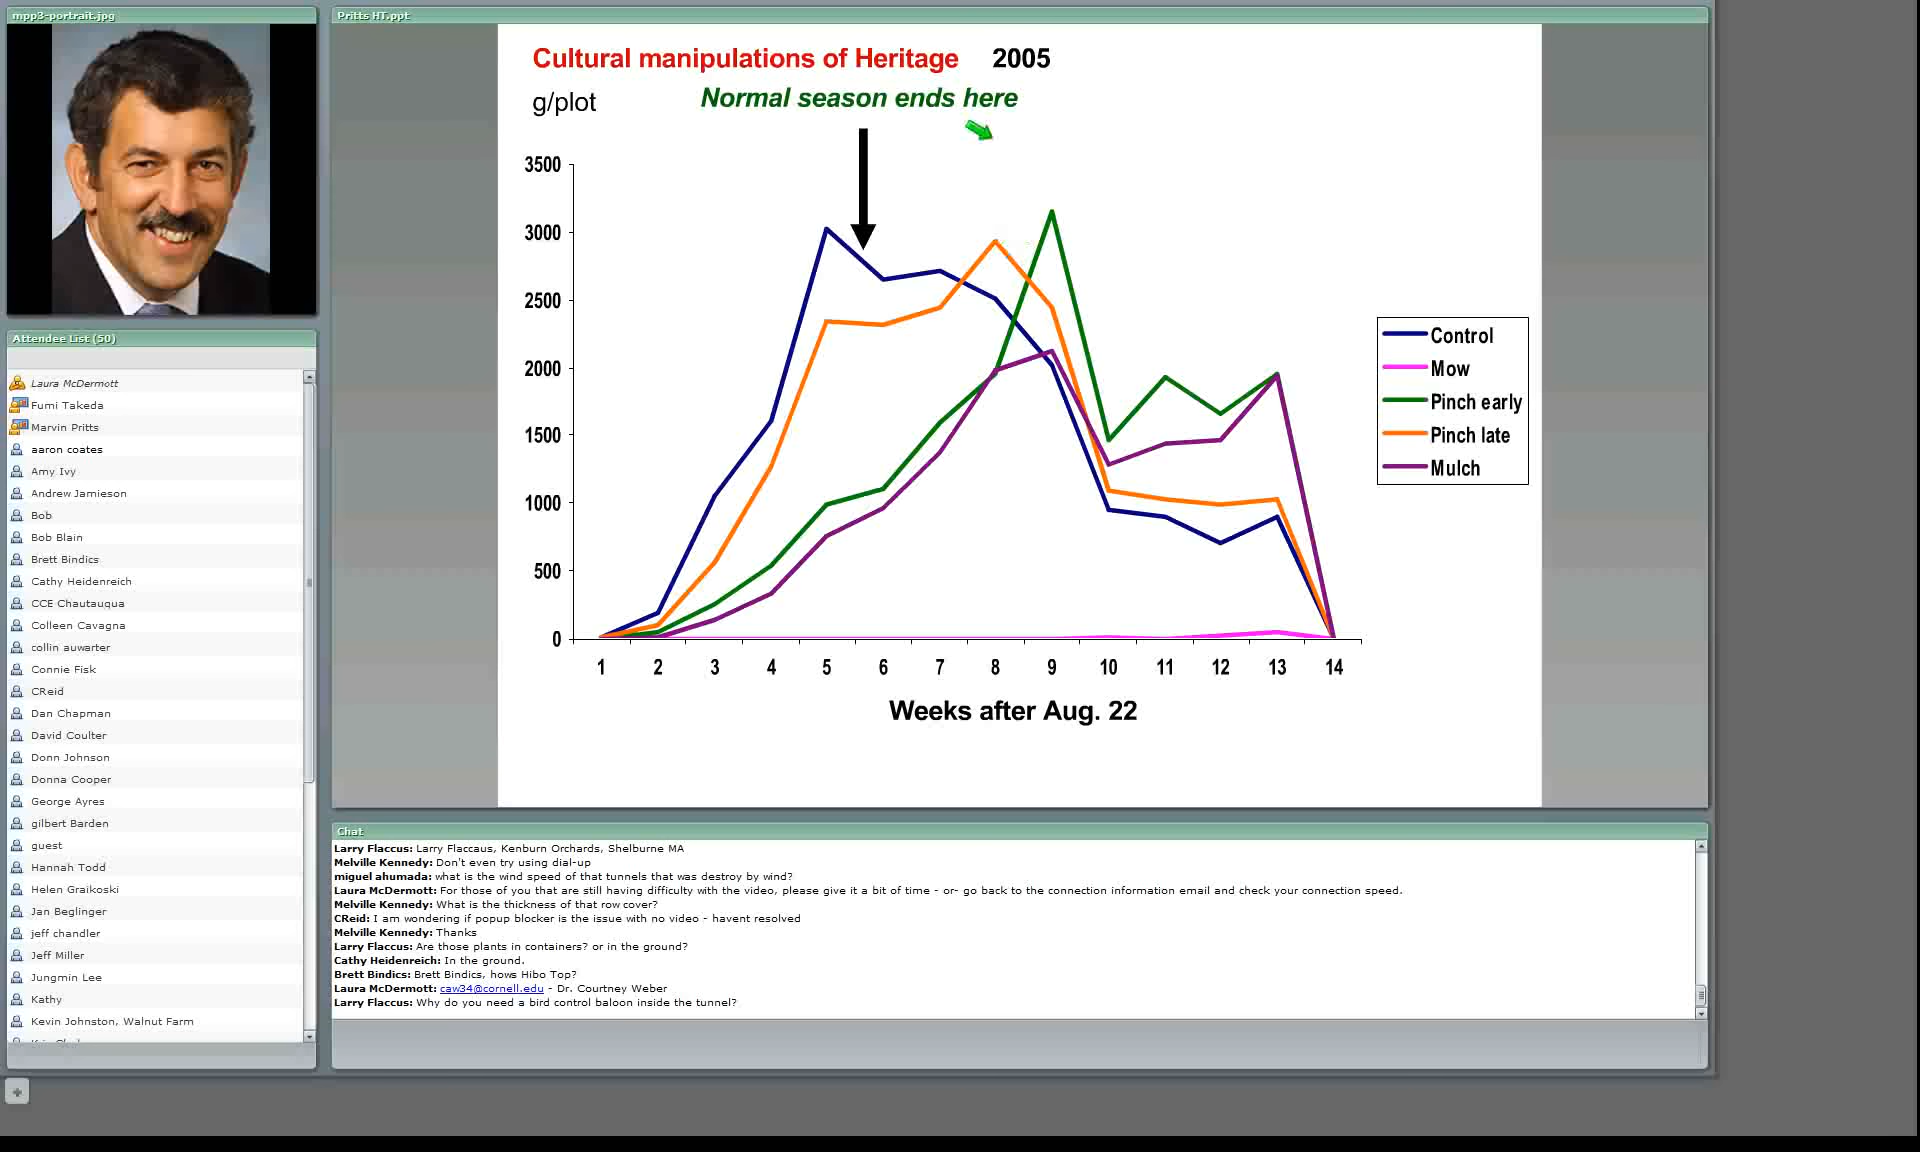 mpp3-portrait.jpg
Attendee List (50)
Laura McDermott
Fumi Takeda
Marvin Pritts
aaron coates
Amy Ivy
Andrew Jamieson
Bob
Bob Blain
Brett Bindics
Cathy Heidenreich
CCE Chautauqua
Colleen Cavagna
collin auwarter
Connie Fisk
CReid
Dan Chapman
David Coulter
Donn Johnson
Donna Cooper
George Ayres
gilbert Barden
guest
Hannah Todd
Helen Graikoski
Jan Beglinger
jeff chandler
Jeff Miller
Jungmin Lee
Kathy
Kevin Johnston, Walnut Farm
Pritts HT.ppt
Cultural manipulations of Heritage 2005
g/plot
Normal season ends here
3500
3000
2500
2000
1500
1000
500
0
1 2 3 4 5 6 7 8 9 10 11 12 13 14
Weeks after Aug. 22
Control
Mow
Pinch early
Pinch late
Mulch
Chat
Larry Flaccus: Larry Flaccaus, Kenburn Orchards, Shelburne MA
Melville Kennedy: Don't even try using dial-up
miguel ahumada: what is the wind speed of that tunnels that was destroy by wind?
Laura McDermott: For those of you that are still having difficulty with the video, please give it a bit of time - or- go back to the connection information email and check your connection speed.
Melville Kennedy: What is the thickness of that row cover?
CReid: I am wondering if popup blocker is the issue with no video - havent resolved
Melville Kennedy: Thanks
Larry Flaccus: Are those plants in containers? or in the ground?
Cathy Heidenreich: In the ground.
Brett Bindics: Brett Bindics, hows Hibo Top?
Laura McDermott: caw34@cornell.edu - Dr. Courtney Weber
Larry Flaccus: Why do you need a bird control baloon inside the tunnel?